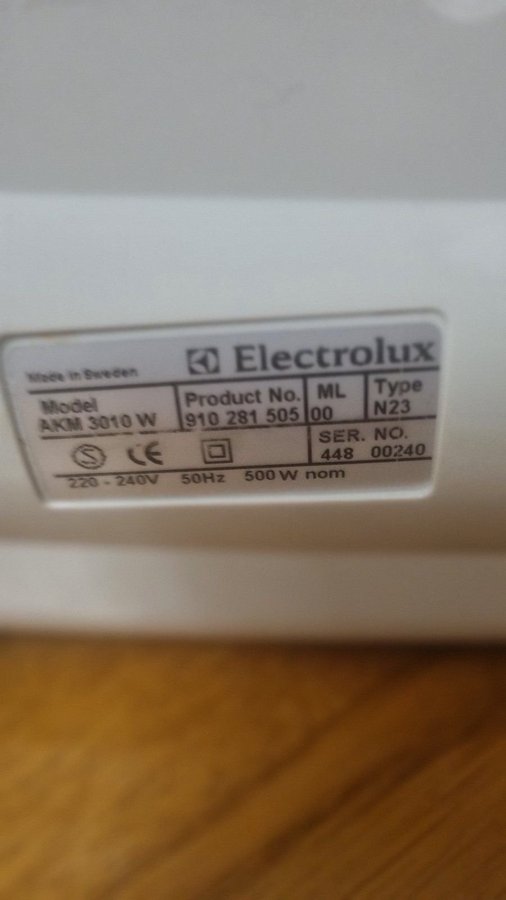 Electrolux
Made in Sweden
Model
AKM 3010 W
Product No.
910 281 505
ML
00
Type
N23
S CE
SER. NO.
448 00240
220 - 240V 50Hz 500 W nom